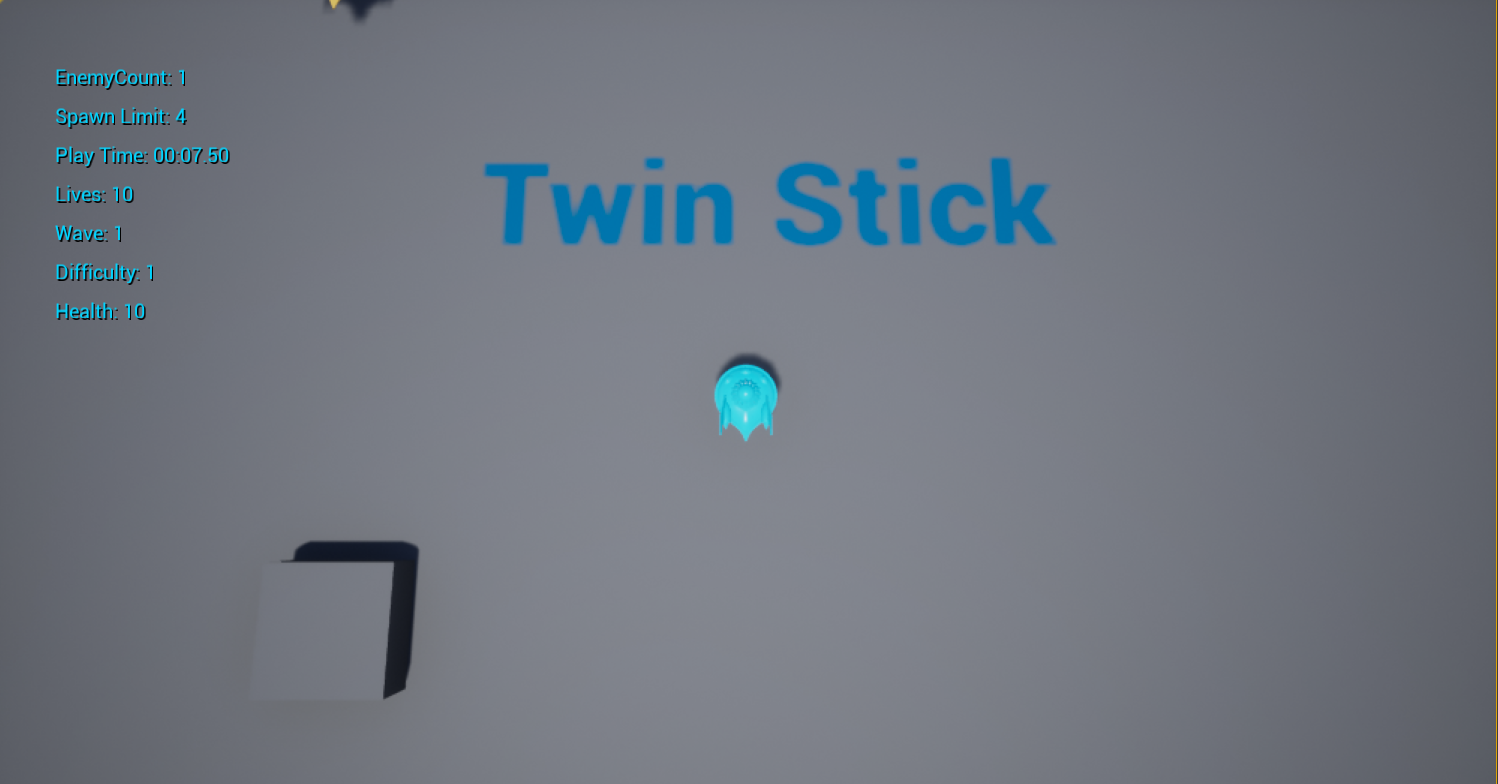 EnemyCount: 1
Spawn Limit: 4
Play Time: 00:07.50
Lives: 10
Wave: 1
Difficulty: 1
Health: 10
Twin Stick